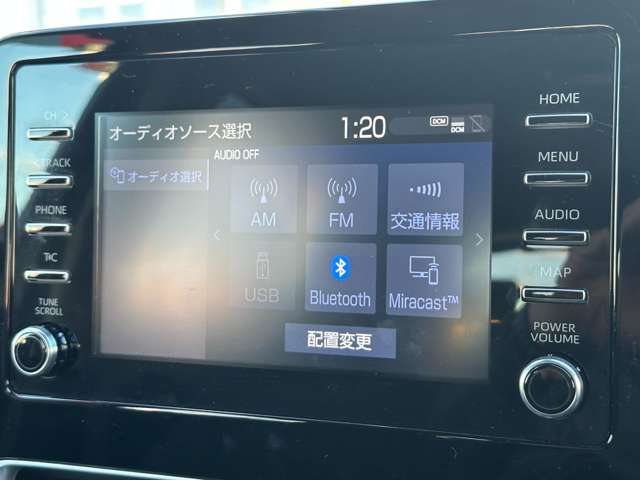 CH >
<TRACK
PHONE
T/C
TUNE
SCROLL
オーディオソース選択
1:20
DCM
DCM
AUDIO OFF
オーディオ選択
AM
FM
交通情報
USB
Bluetooth
Miracast™
配置変更
HOME
MENU
AUDIO
MAP
POWER
VOLUME